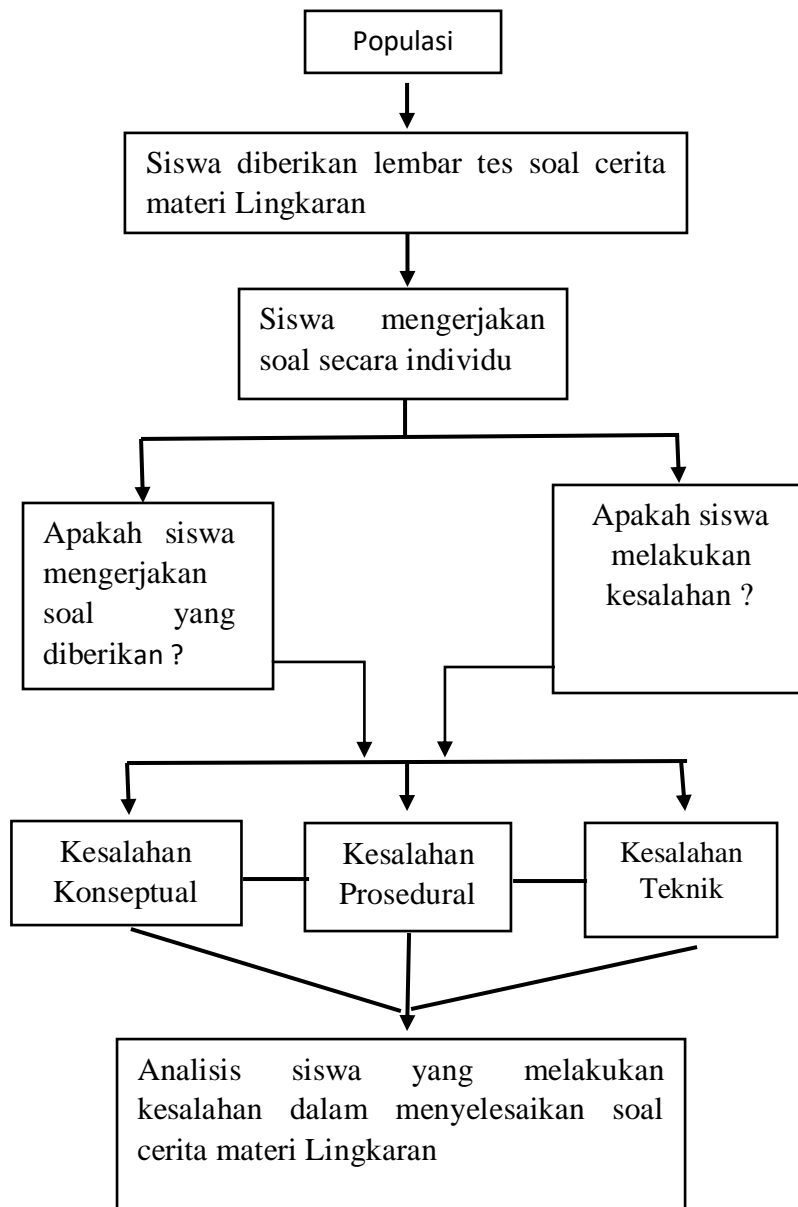 Populasi
Siswa diberikan lembar tes soal cerita
materi Lingkaran
Siswa mengerjakan
soal secara individu
Apakah siswa
mengerjakan
soal yang
diberikan ?
Apakah siswa
melakukan
kesalahan ?
Kesalahan
Konseptual
Kesalahan
Prosedural
Kesalahan
Teknik
Analisis siswa yang melakukan
kesalahan dalam menyelesaikan soal
cerita materi Lingkaran